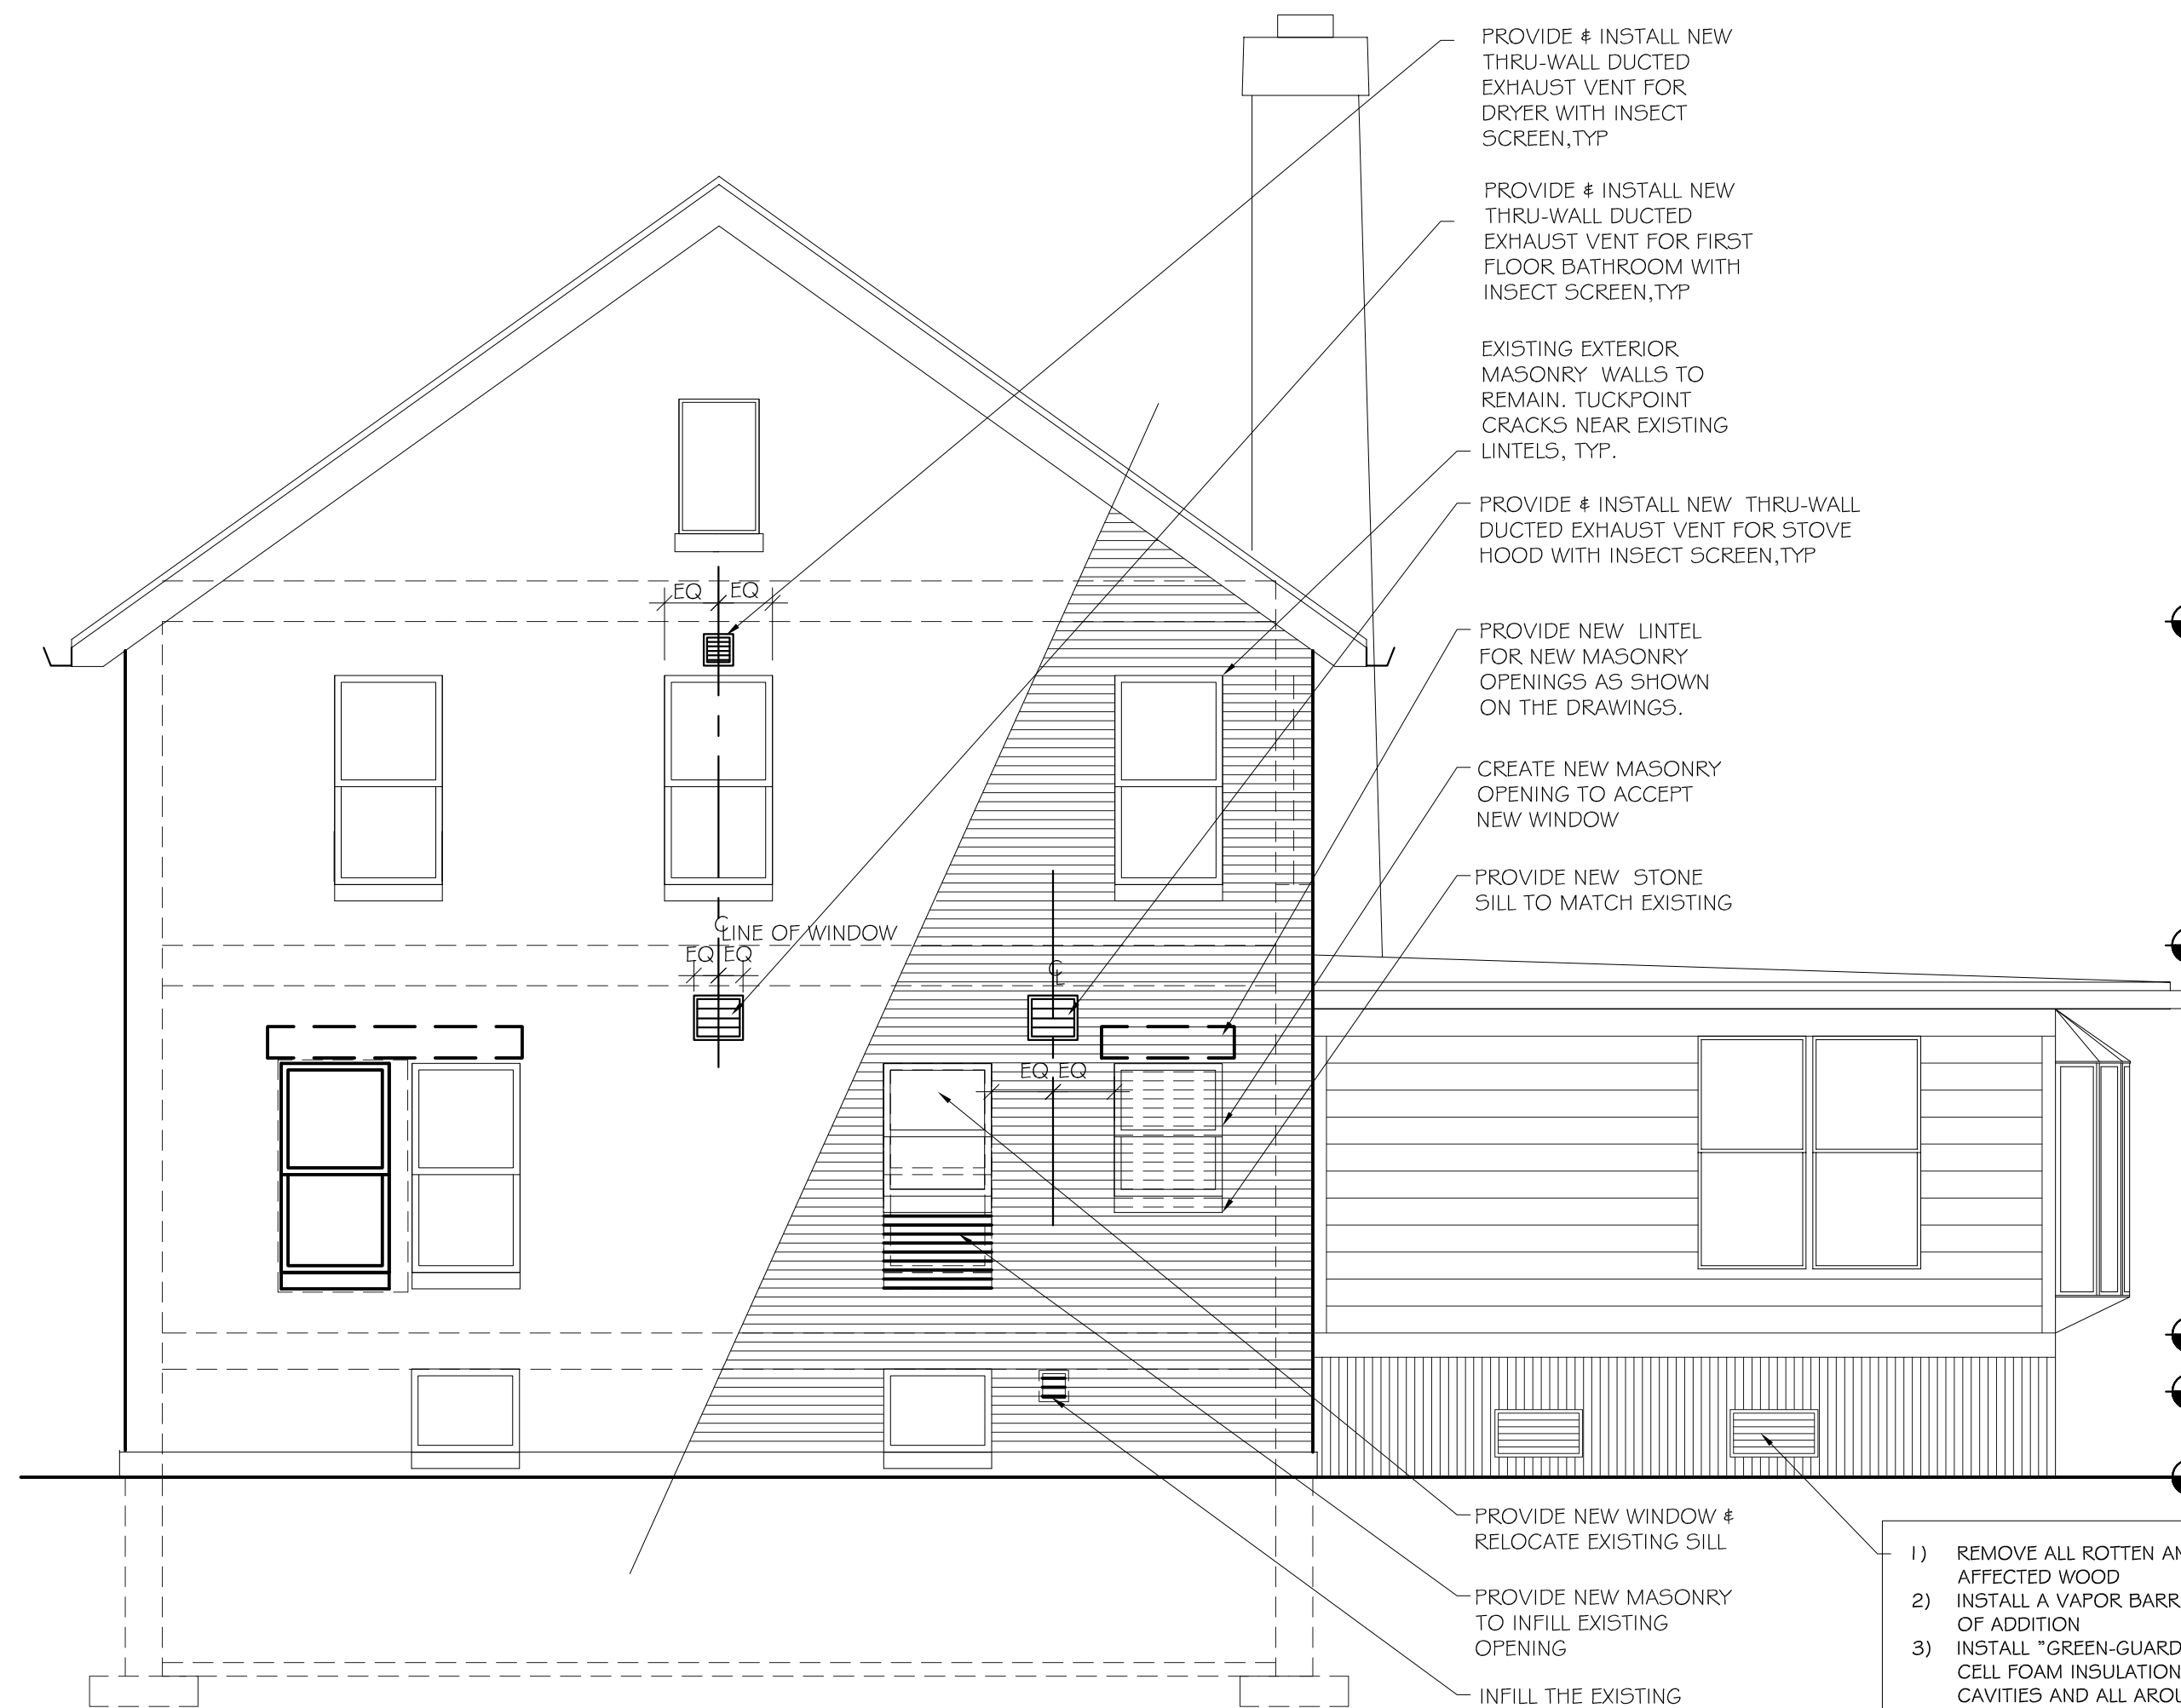 PROVIDE & INSTALL NEW
THRU-WALL DUCTED
EXHAUST VENT FOR
DRYER WITH INSECT
SCREEN,TYP
PROVIDE & INSTALL NEW
THRU-WALL DUCTED
EXHAUST VENT FOR FIRST
FLOOR BATHROOM WITH
INSECT SCREEN,TYP
EXISTING EXTERIOR
MASONRY WALLS TO
REMAIN. TUCKPOINT
CRACKS NEAR EXISTING
LINTELS, TYP.
PROVIDE & INSTALL NEW THRU-WALL
DUCTED EXHAUST VENT FOR STOVE
HOOD WITH INSECT SCREEN,TYP
EQ EQ
PROVIDE NEW LINTEL
FOR NEW MASONRY
OPENINGS AS SHOWN
ON THE DRAWINGS.
CREATE NEW MASONRY
OPENING TO ACCEPT
NEW WINDOW
PROVIDE NEW STONE
SILL TO MATCH EXISTING
℄ LINE OF WINDOW
EQ EQ
℄
EQ EQ
PROVIDE NEW WINDOW &
RELOCATE EXISTING SILL
PROVIDE NEW MASONRY
TO INFILL EXISTING
OPENING
INFILL THE EXISTING
1) REMOVE ALL ROTTEN
AFFECTED WOOD
2) INSTALL A VAPOR
OF ADDITION
3) INSTALL "GREEN-GUARD
CELL FOAM INSULATION
CAVITIES AND ALL